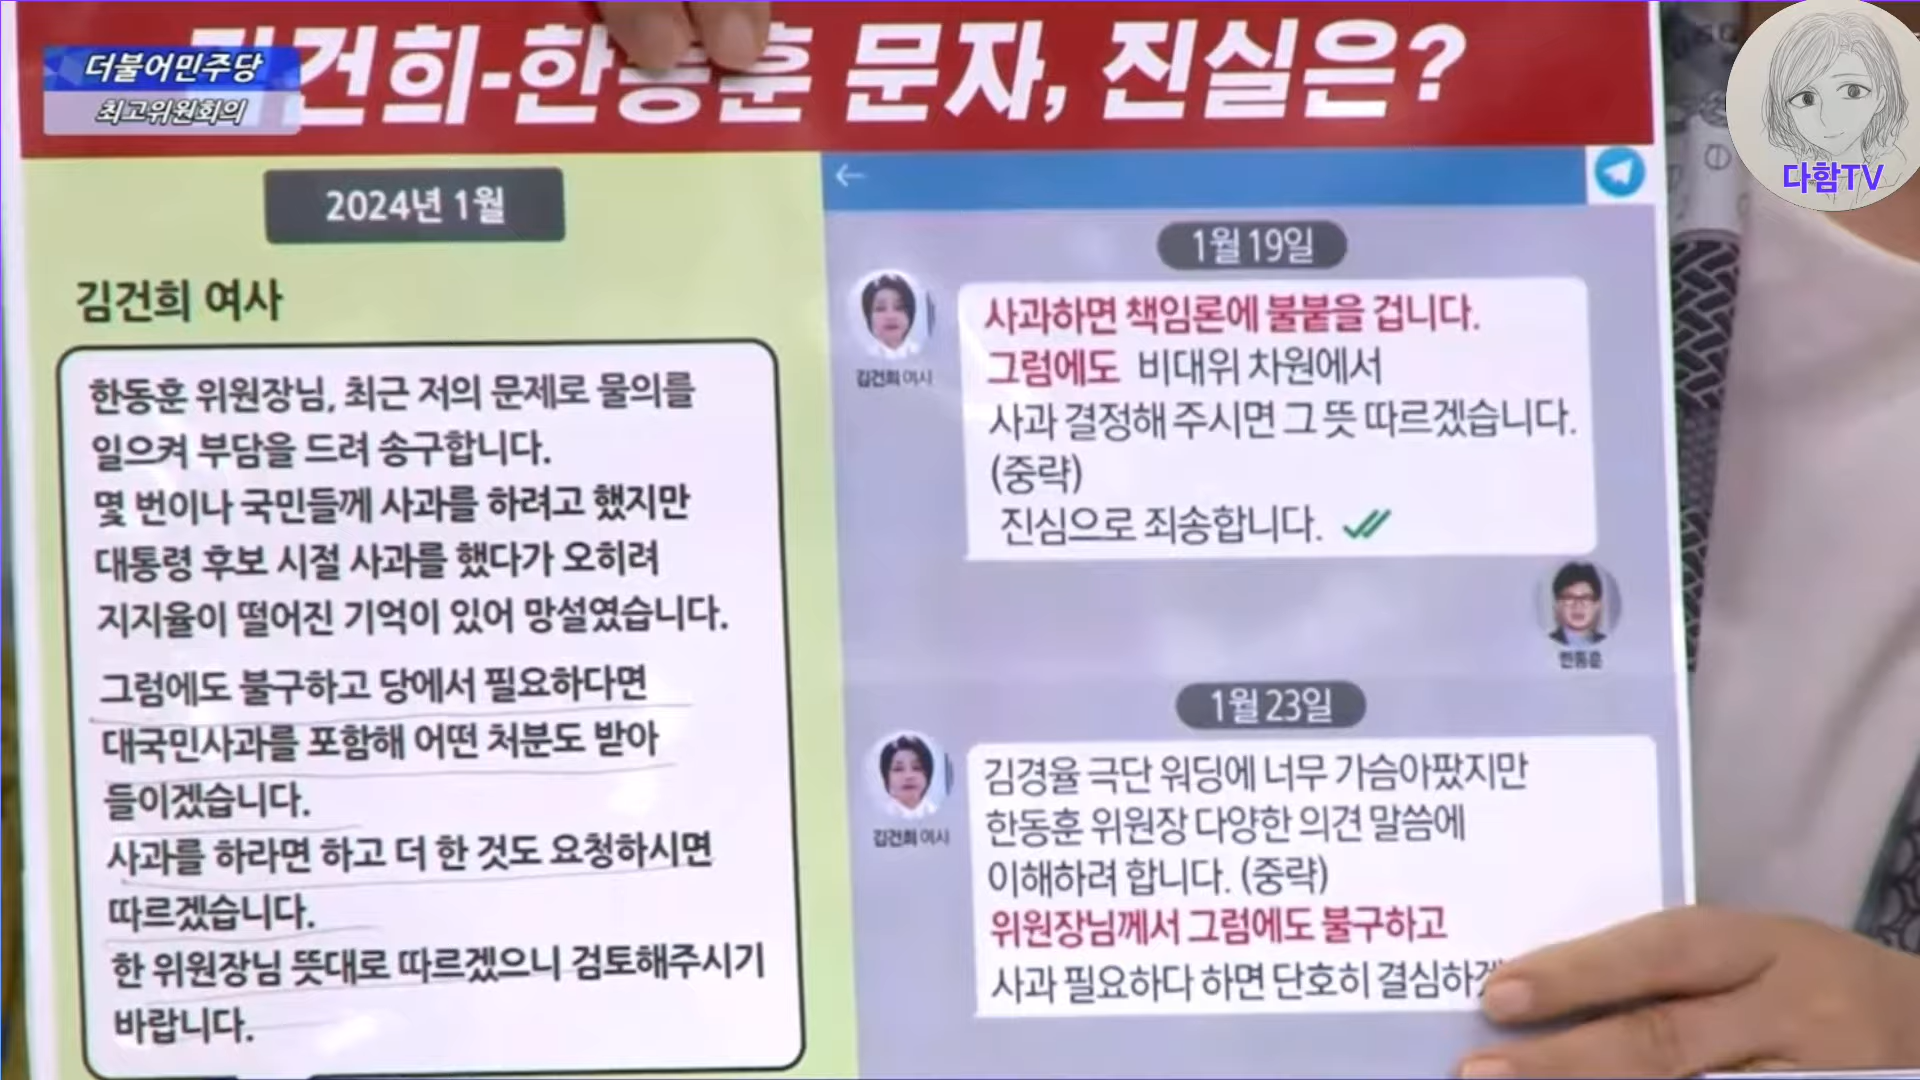 더불어민주당
최고위원회의
건희-한동훈 문자, 진실은?
다함TV
2024년 1월
김건희 여사
한동훈 위원장님, 최근 저의 문제로 물의를
일으켜 부담을 드려 송구합니다.
몇 번이나 국민들께 사과를 하려고 했지만
대통령 후보 시절 사과를 했다가 오히려
지지율이 떨어진 기억이 있어 망설였습니다.
그럼에도 불구하고 당에서 필요하다면
대국민사과를 포함해 어떤 처분도 받아
들이겠습니다.
사과를 하라면 하고 더 한 것도 요청하시면
따르겠습니다.
한 위원장님 뜻대로 따르겠으니 검토해주시기
바랍니다.
1월 19일
김건희 여사
사과하면 책임론에 불붙을 겁니다.
그럼에도 비대위 차원에서
사과 결정해 주시면 그 뜻 따르겠습니다.
(중략)
진심으로 죄송합니다.
한동훈
1월 23일
김건희 여사
김경율 극단 워딩에 너무 가슴아팠지만
한동훈 위원장 다양한 의견 말씀에
이해하려 합니다. (중략)
위원장님께서 그럼에도 불구하고
사과 필요하다 하면 단호히 결심하